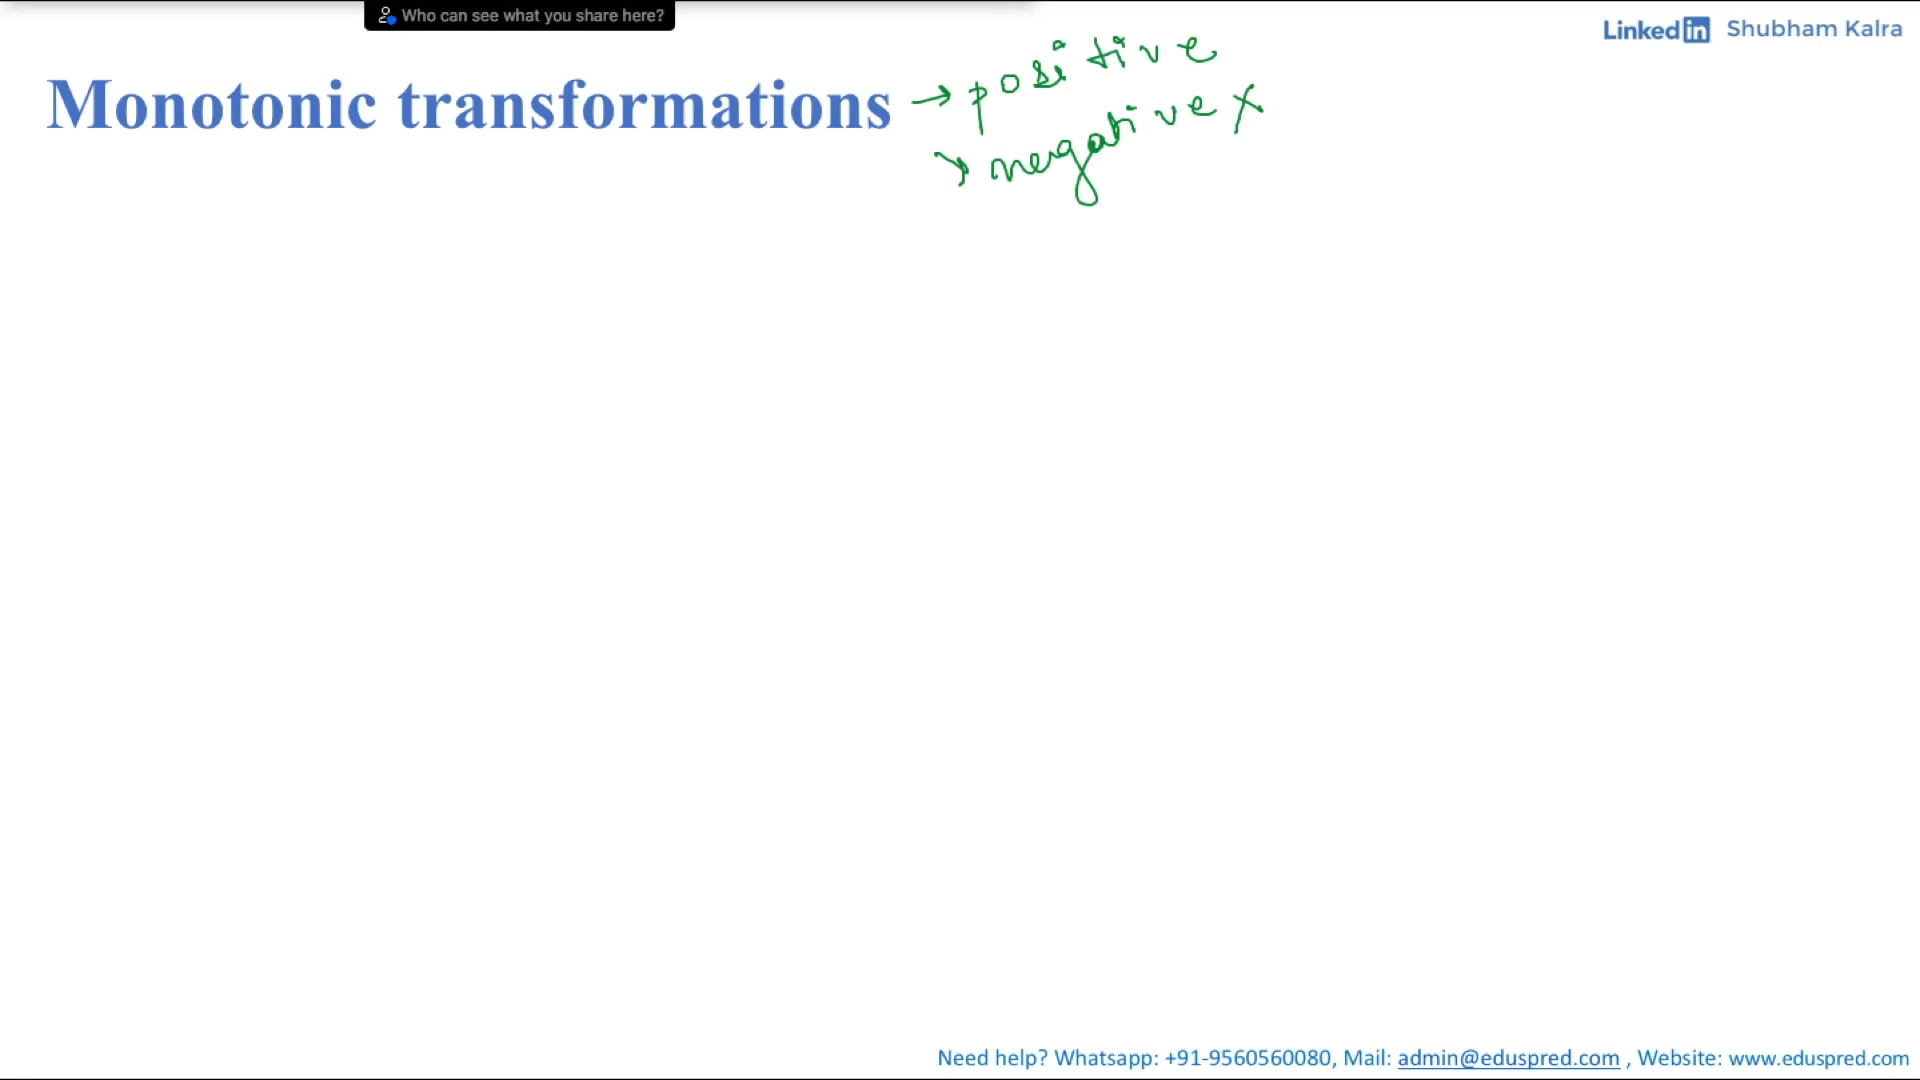 Who can see what you share here?
Linked in Shubham Kalra
Monotonic transformations → positive
→ negative x
Need help? Whatsapp: +91-9560560080, Mail: admin@eduspred.com , Website: www.eduspred.com